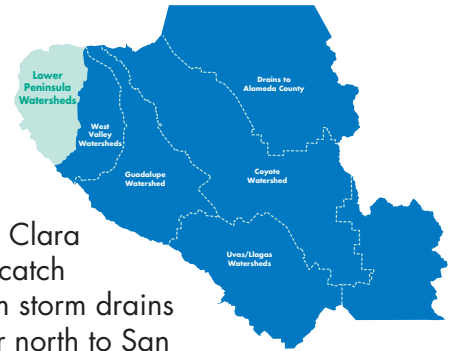 Lower
Peninsula
Watersheds
West
Valley
Watersheds
Guadalupe
Watershed
Drains to
Alameda County
Coyote
Watershed
Uvas/Llagas
Watersheds
Clara
catch
storm drains
north to San